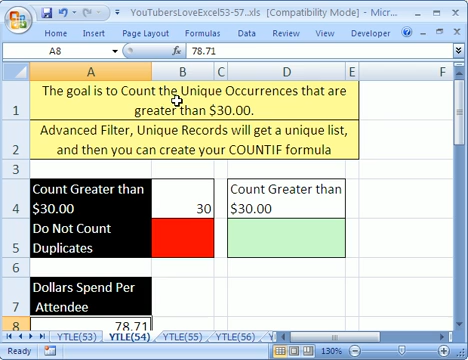 YouTubersLoveExcel53-57..xls [Compatibility Mode] - Mic...
Home Insert Page Layout Formulas Data Review View Developer
A8 fx 78.71
A B C D E F
1 The goal is to Count the Unique Occurrences that are
greater than $30.00.
2 Advanced Filter, Unique Records will get a unique list,
and then you can create your COUNTIF formula
3
4 Count Greater than
$30.00 30 Count Greater than
$30.00
5 Do Not Count
Duplicates
6
7 Dollars Spend Per
Attendee
8 78.71
YTLE(53) YTLE(54) YTLE(55) YTLE(56)
Ready 130%